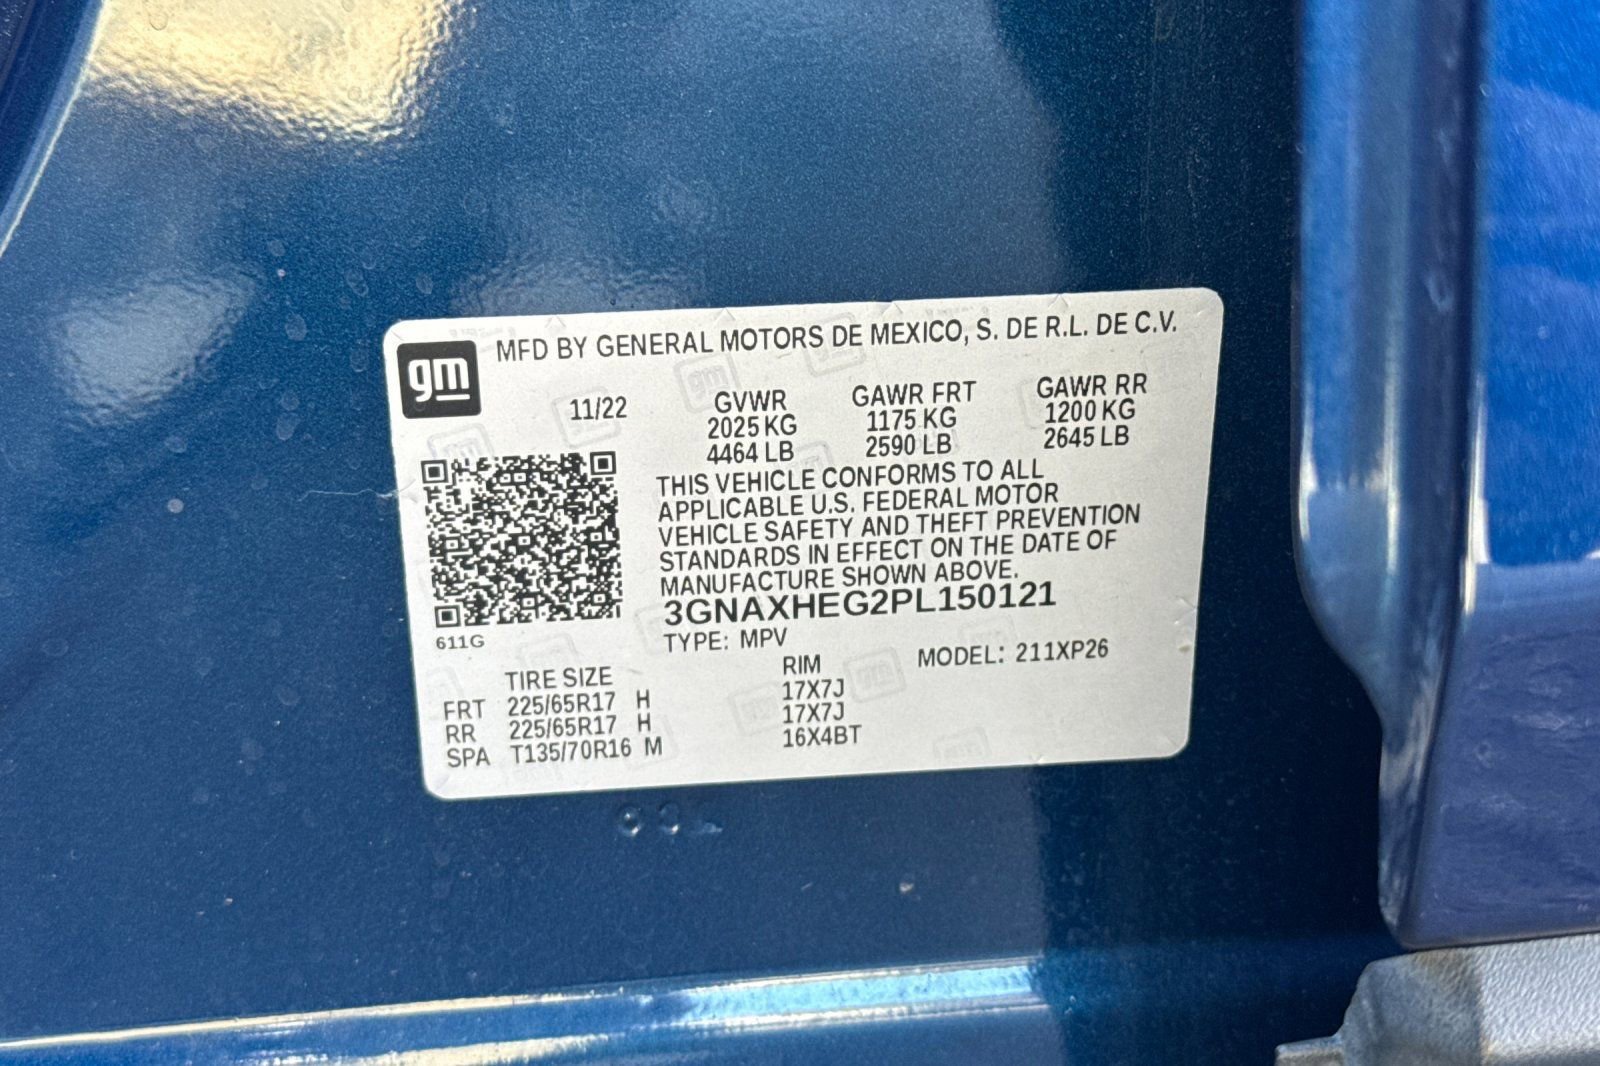 gm
MFD BY GENERAL MOTORS DE MEXICO, S. DE R.L. DE C.V.
11/22 GVWR GAWR FRT GAWR RR
2025 KG 1175 KG 1200 KG
4464 LB 2590 LB 2645 LB
THIS VEHICLE CONFORMS TO ALL
APPLICABLE U.S. FEDERAL MOTOR
VEHICLE SAFETY AND THEFT PREVENTION
STANDARDS IN EFFECT ON THE DATE OF
MANUFACTURE SHOWN ABOVE.
3GNAXHEG2PL150121
611G
TYPE: MPV
MODEL: 211XP26
TIRE SIZE RIM
FRT 225/65R17 H 17X7J
RR 225/65R17 H 17X7J
SPA T135/70R16 M 16X4BT